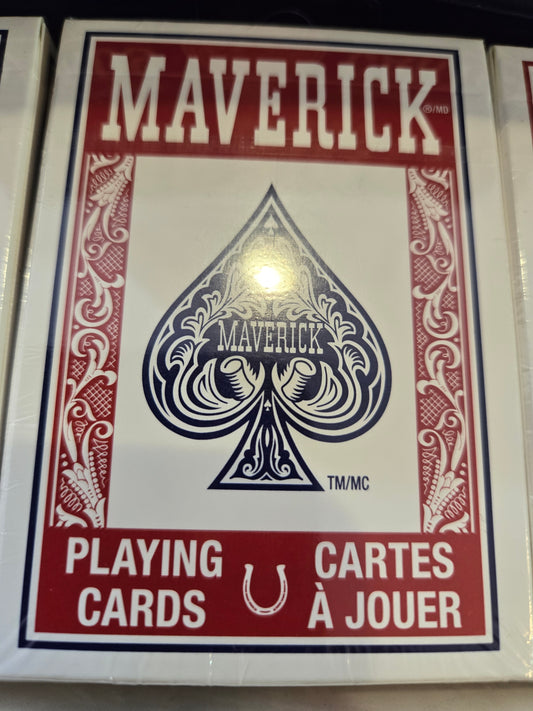 MAVERICK
®/MD
MAVERICK
TM/MC
PLAYING CARDS
CARTES À JOUER